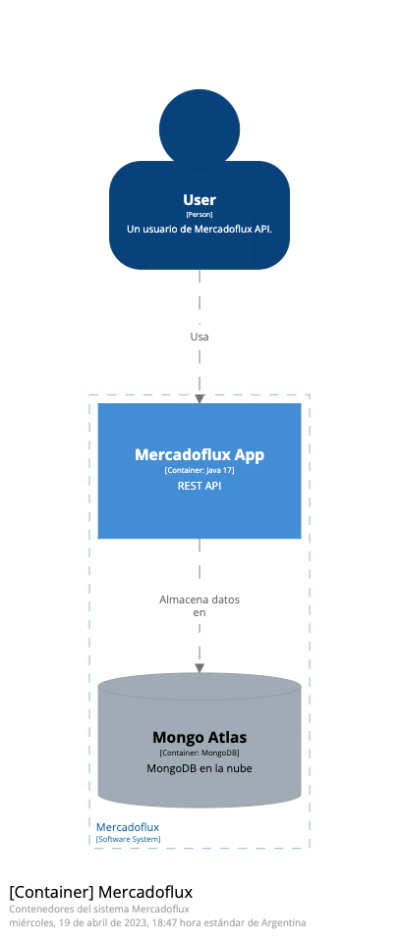 User
[Person]
Un usuario de Mercadoflux API.
Usa
Mercadoflux App
[Container: Java 17]
REST API
Almacena datos
en
Mongo Atlas
[Container: MongoDB]
MongoDB en la nube
Mercadoflux
[Software System]
[Container] Mercadoflux
Contenedores del sistema Mercadoflux
miércoles, 19 de abril de 2023, 18:47 hora estándar de Argentina